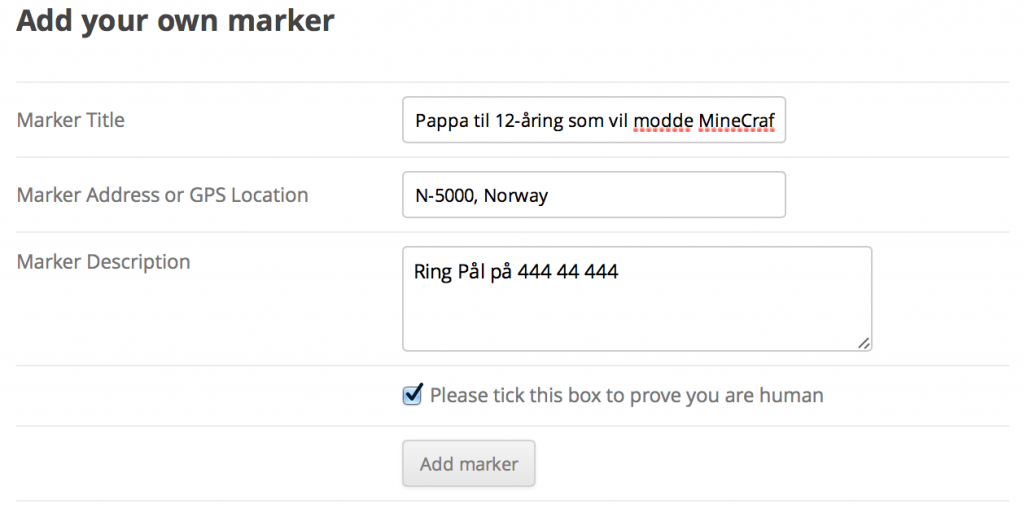 Add your own marker
Marker Title
Pappa til 12-åring som vil modde MineCraf
Marker Address or GPS Location
N-5000, Norway
Marker Description
Ring Pål på 444 44 444
Please tick this box to prove you are human
Add marker